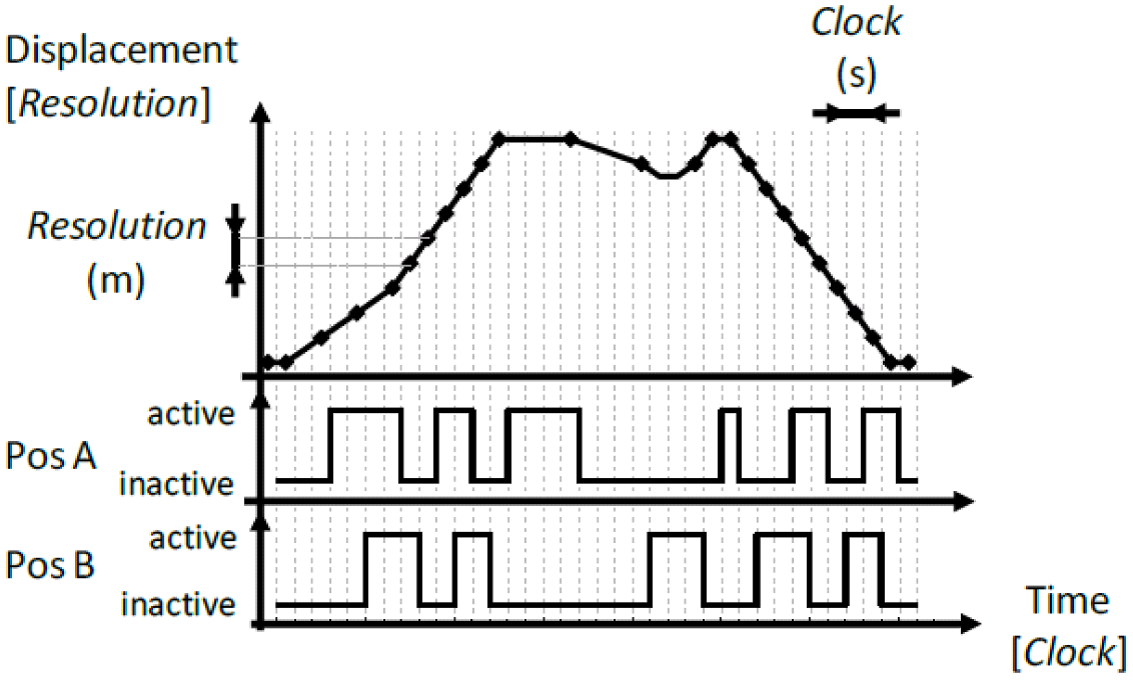 Displacement
[Resolution]
Clock
(s)
Resolution
(m)
active
Pos A
inactive
active
Pos B
inactive
Time
[Clock]